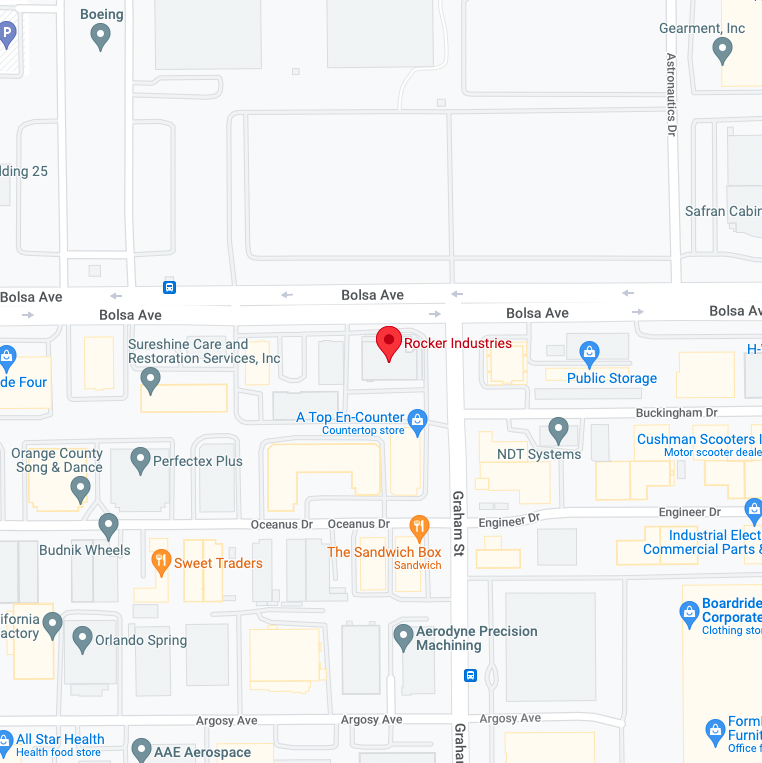 Boeing
P
Gearment, Inc
Astronautics Dr
lding 25
Safran Cabin
Bolsa Ave
Bolsa Ave
Bolsa Ave
Bolsa Ave
Bolsa Av
Rocker Industries
Sureshine Care and
Restoration Services, Inc
H-
de Four
Public Storage
A Top En-Counter
Countertop store
Buckingham Dr
Orange County
Song & Dance
Perfectex Plus
NDT Systems
Cushman Scooters I
Motor scooter deale
Graham St
Oceanus Dr
Oceanus Dr
Engineer Dr
Engineer Dr
Budnik Wheels
The Sandwich Box
Sandwich
Industrial Elect
Commercial Parts &
Sweet Traders
ifornia
actory
Orlando Spring
Aerodyne Precision
Machining
Boardride
Corporate
Clothing stor
Argosy Ave
Argosy Ave
Argosy Ave
Graha
All Star Health
Health food store
AAE Aerospace
Forml
Furnit
Office f